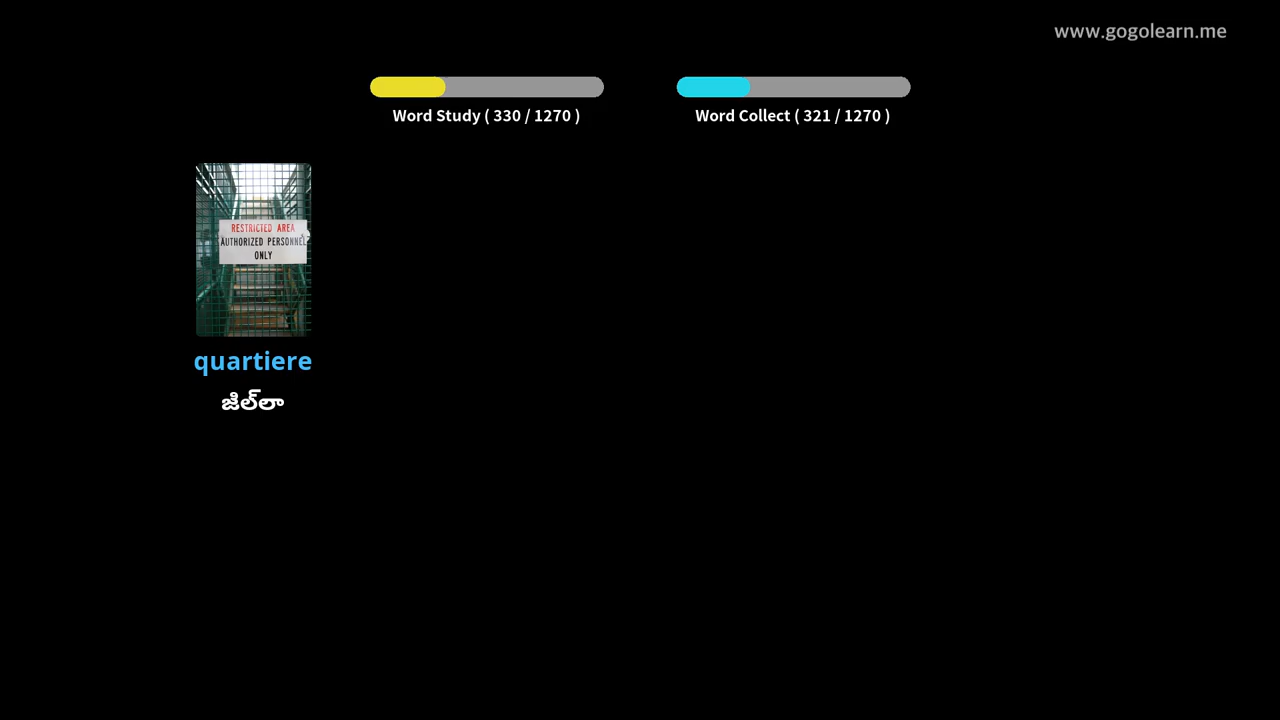 www.gogolearn.me
Word Study ( 330 / 1270 )
Word Collect ( 321 / 1270 )
RESTRICTED AREA
AUTHORIZED PERSONNEL
ONLY
quartiere
జిల్లా